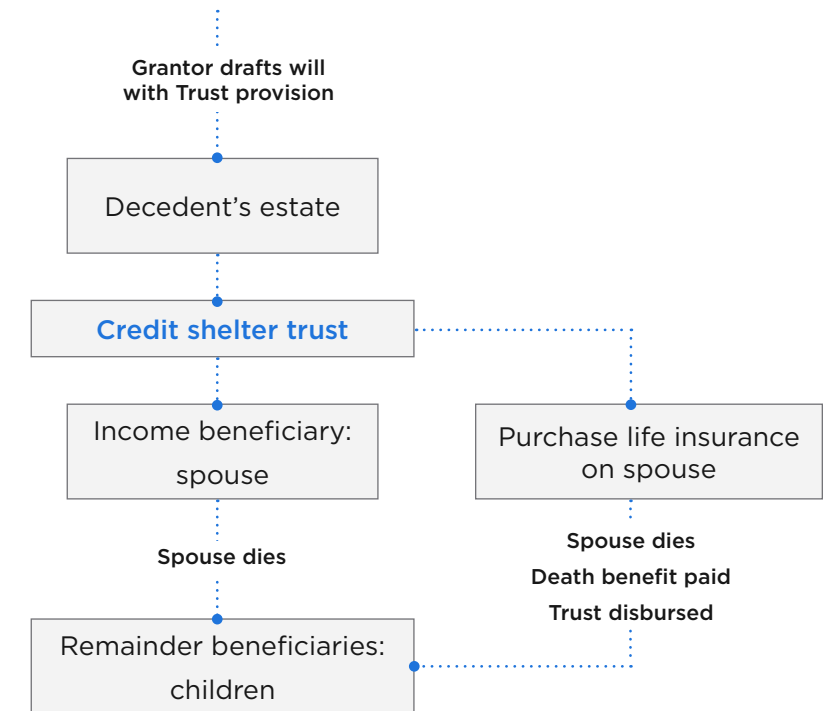 Grantor drafts will
with Trust provision
Decedent’s estate
Credit shelter trust
Income beneficiary:
spouse
Purchase life insurance
on spouse
Spouse dies
Spouse dies
Death benefit paid
Trust disbursed
Remainder beneficiaries:
children